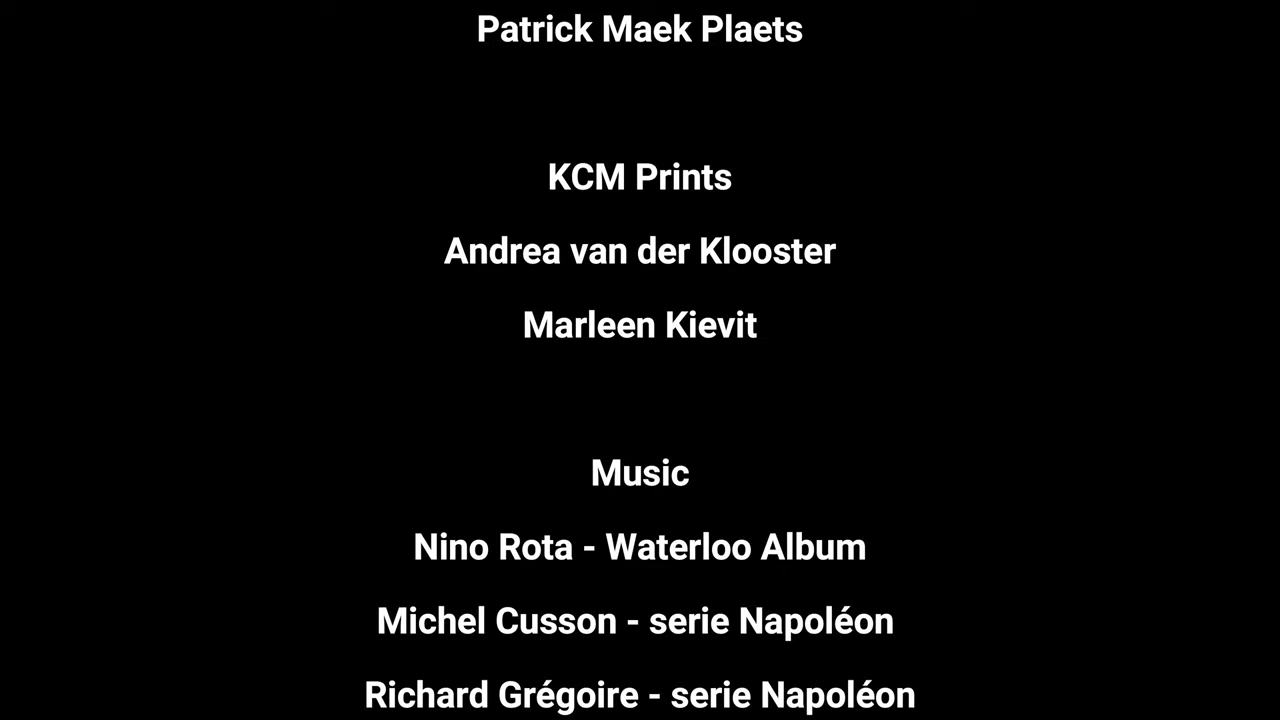 Patrick Maek Plaets
KCM Prints
Andrea van der Klooster
Marleen Kievit
Music
Nino Rota - Waterloo Album
Michel Cusson - serie Napoléon
Richard Grégoire - serie Napoléon